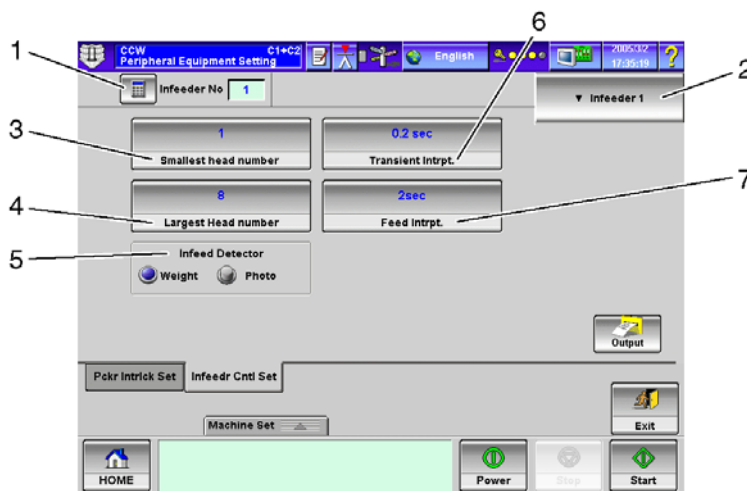 6
1
CCW C1+C2
Peripheral Equipment Setting
English
2005/3/2
17:35:19
?
2
Infeeder No 1
▼ Infeeder 1
3
1
Smallest head number
0.2 sec
Transient Intrpt.
7
4
8
Largest Head number
2sec
Feed Intrpt.
5
Infeed Detector
Weight Photo
Output
Pckr Intrlck Set
Infeedr Cntl Set
Machine Set
Exit
HOME
Power
Stop
Start